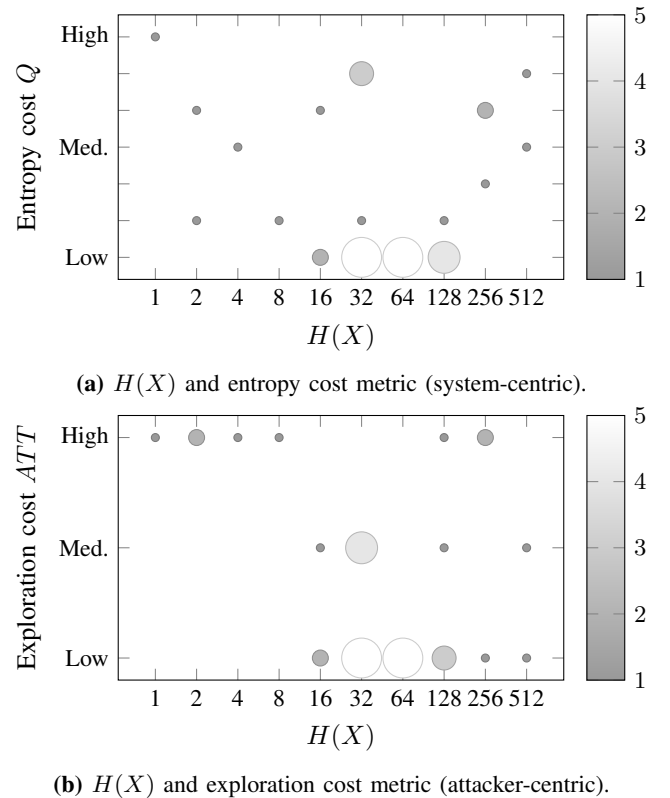 High
Med.
Low
Entropy cost Q
1 2 4 8 16 32 64 128 256 512
H(X)
5
4
3
2
1
(a) H(X) and entropy cost metric (system-centric).
High
Med.
Low
Exploration cost ATT
1 2 4 8 16 32 64 128 256 512
H(X)
5
4
3
2
1
(b) H(X) and exploration cost metric (attacker-centric).